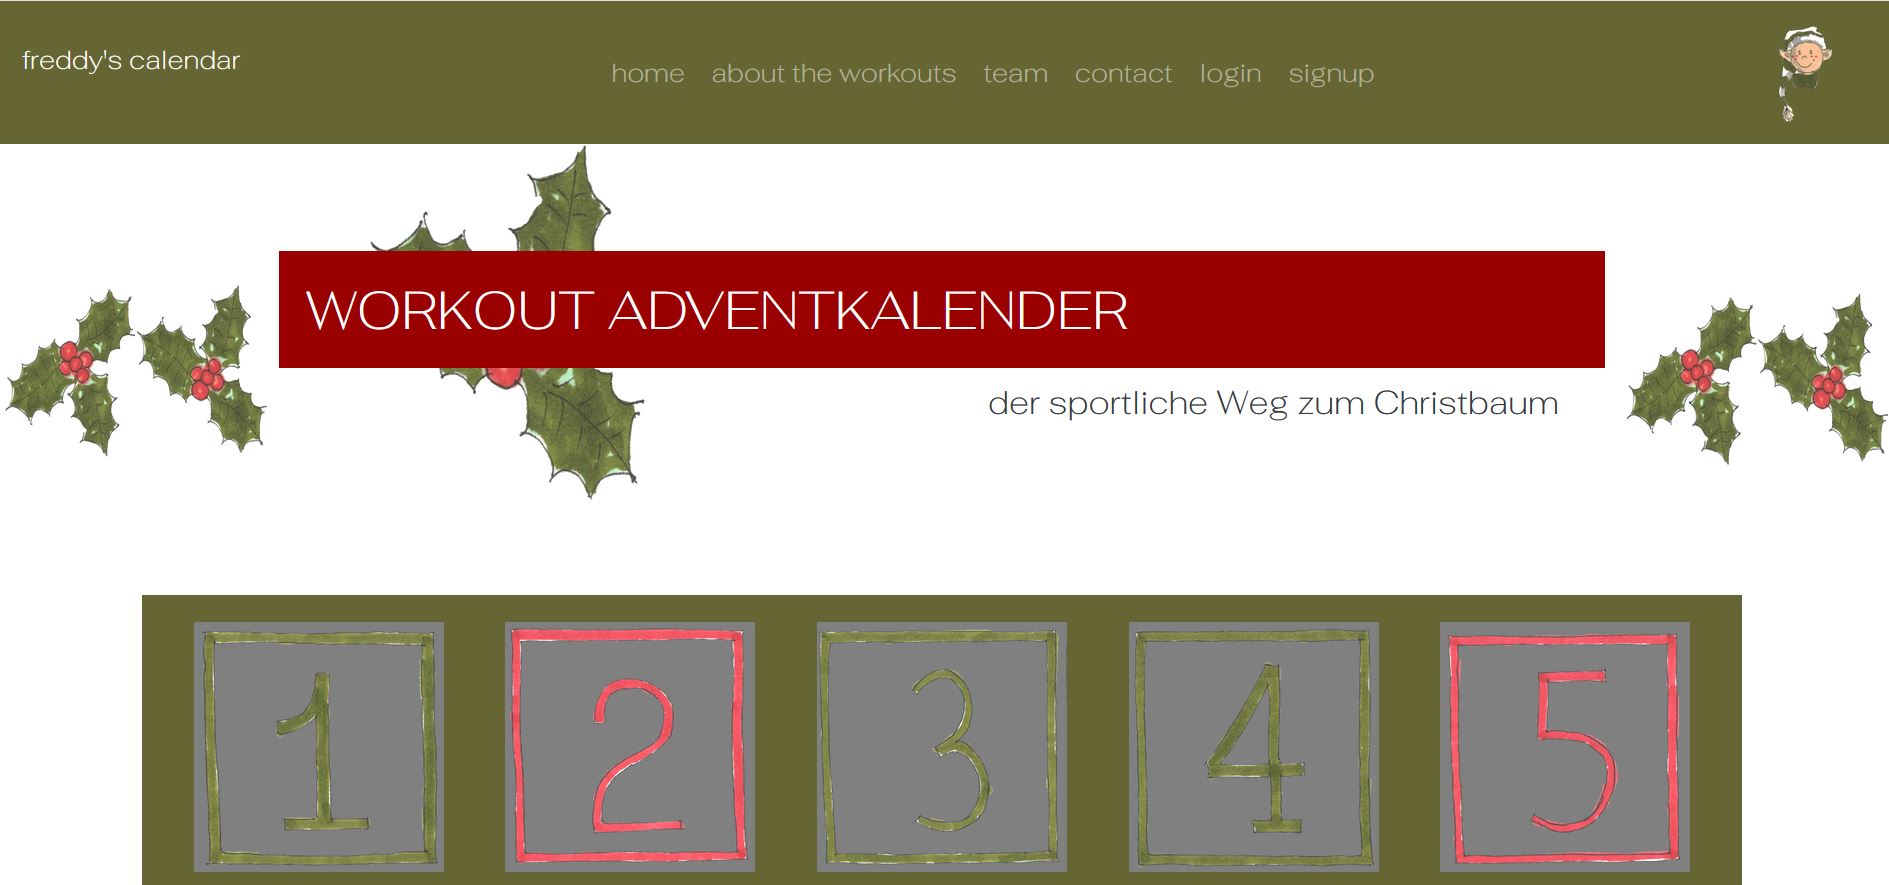 freddy's calendar
home about the workouts team contact login signup
WORKOUT ADVENTKALENDER
der sportliche Weg zum Christbaum
1 2 3 4 5